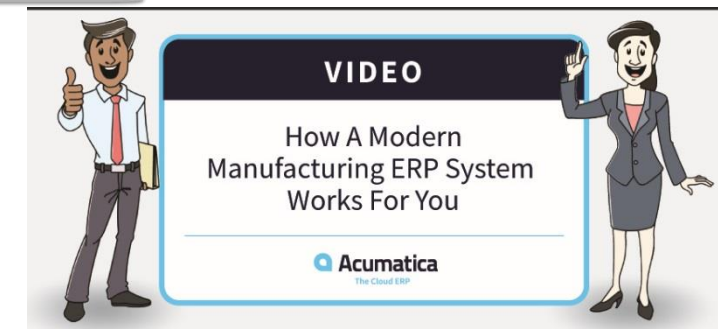 VIDEO
How A Modern
Manufacturing ERP System
Works For You
Acumatica
The Cloud ERP